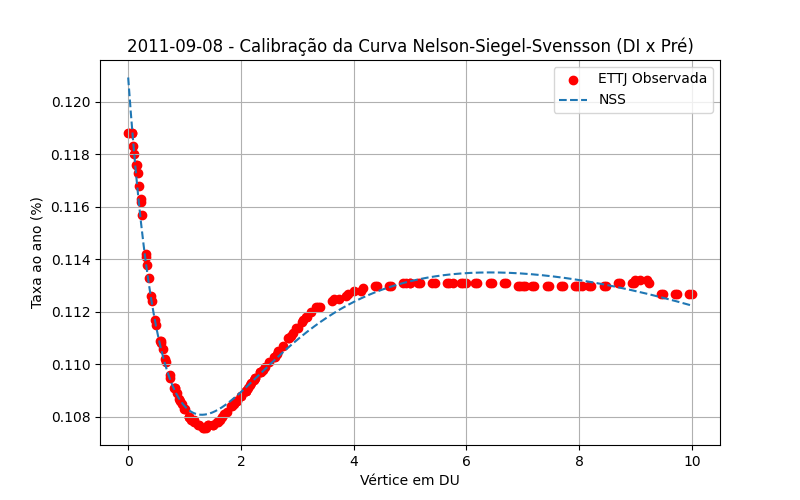 2011-09-08 - Calibração da Curva Nelson-Siegel-Svensson (DI x Pré)
ETTJ Observada
NSS
Taxa ao ano (%)
0.120
0.118
0.116
0.114
0.112
0.110
0.108
0 2 4 6 8 10
Vértice em DU